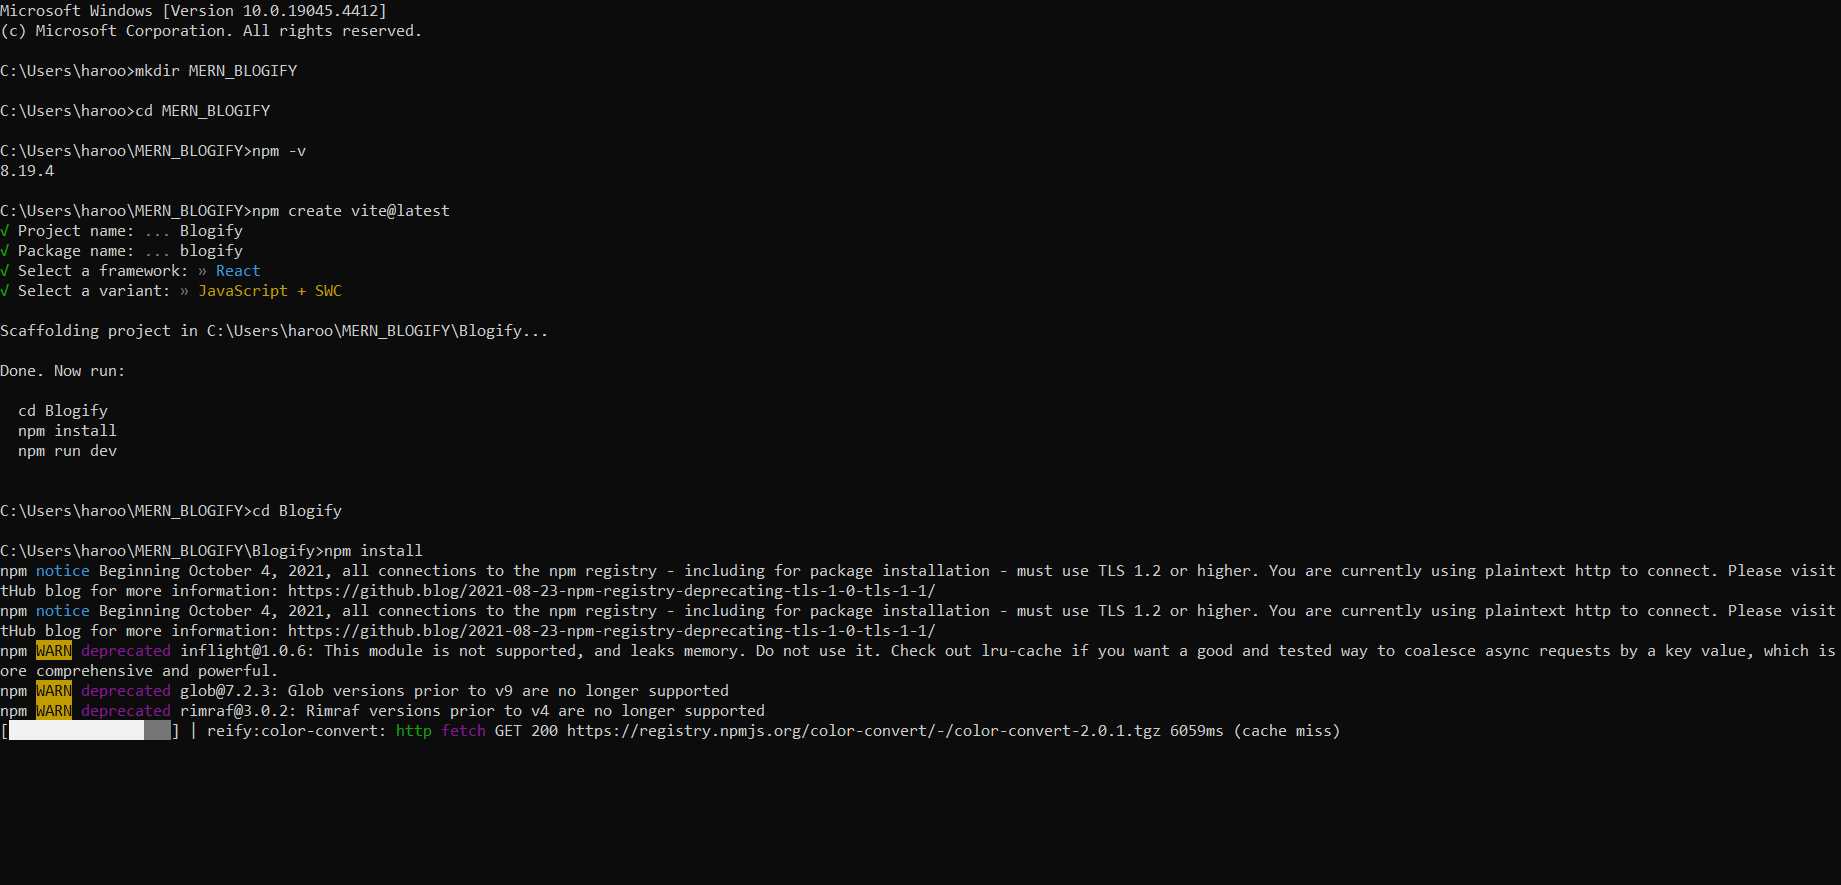 Microsoft Windows [Version 10.0.19045.4412]
(c) Microsoft Corporation. All rights reserved.
C:\Users\haroo>mkdir MERN_BLOGIFY
C:\Users\haroo>cd MERN_BLOGIFY
C:\Users\haroo\MERN_BLOGIFY>npm -v
8.19.4
C:\Users\haroo\MERN_BLOGIFY>npm create vite@latest
√ Project name: ... Blogify
√ Package name: ... blogify
√ Select a framework: » React
√ Select a variant: » JavaScript + SWC
Scaffolding project in C:\Users\haroo\MERN_BLOGIFY\Blogify...
Done. Now run:
  cd Blogify
  npm install
  npm run dev
C:\Users\haroo\MERN_BLOGIFY>cd Blogify
C:\Users\haroo\MERN_BLOGIFY\Blogify>npm install
npm notice Beginning October 4, 2021, all connections to the npm registry - including for package installation - must use TLS 1.2 or higher. You are currently using plaintext http to connect. Please visit
tHub blog for more information: https://github.blog/2021-08-23-npm-registry-deprecating-tls-1-0-tls-1-1/
npm notice Beginning October 4, 2021, all connections to the npm registry - including for package installation - must use TLS 1.2 or higher. You are currently using plaintext http to connect. Please visit
tHub blog for more information: https://github.blog/2021-08-23-npm-registry-deprecating-tls-1-0-tls-1-1/
npm WARN deprecated inflight@1.0.6: This module is not supported, and leaks memory. Do not use it. Check out lru-cache if you want a good and tested way to coalesce async requests by a key value, which is
ore comprehensive and powerful.
npm WARN deprecated glob@7.2.3: Glob versions prior to v9 are no longer supported
npm WARN deprecated rimraf@3.0.2: Rimraf versions prior to v4 are no longer supported
[                  ] | reify:color-convert: http fetch GET 200 https://registry.npmjs.org/color-convert/-/color-convert-2.0.1.tgz 6059ms (cache miss)